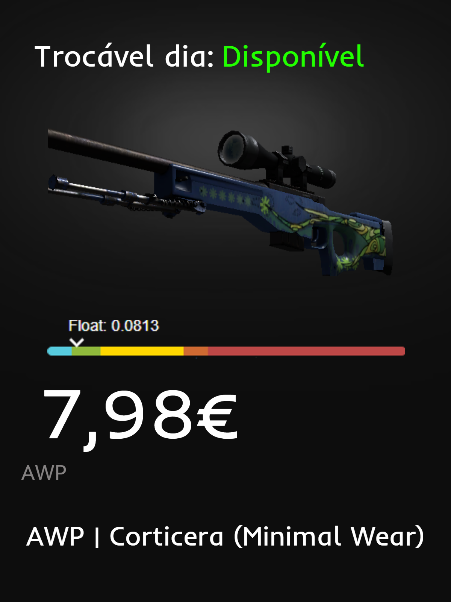 Trocável dia: Disponível
Float: 0.0813
7,98€
AWP
AWP | Corticera (Minimal Wear)